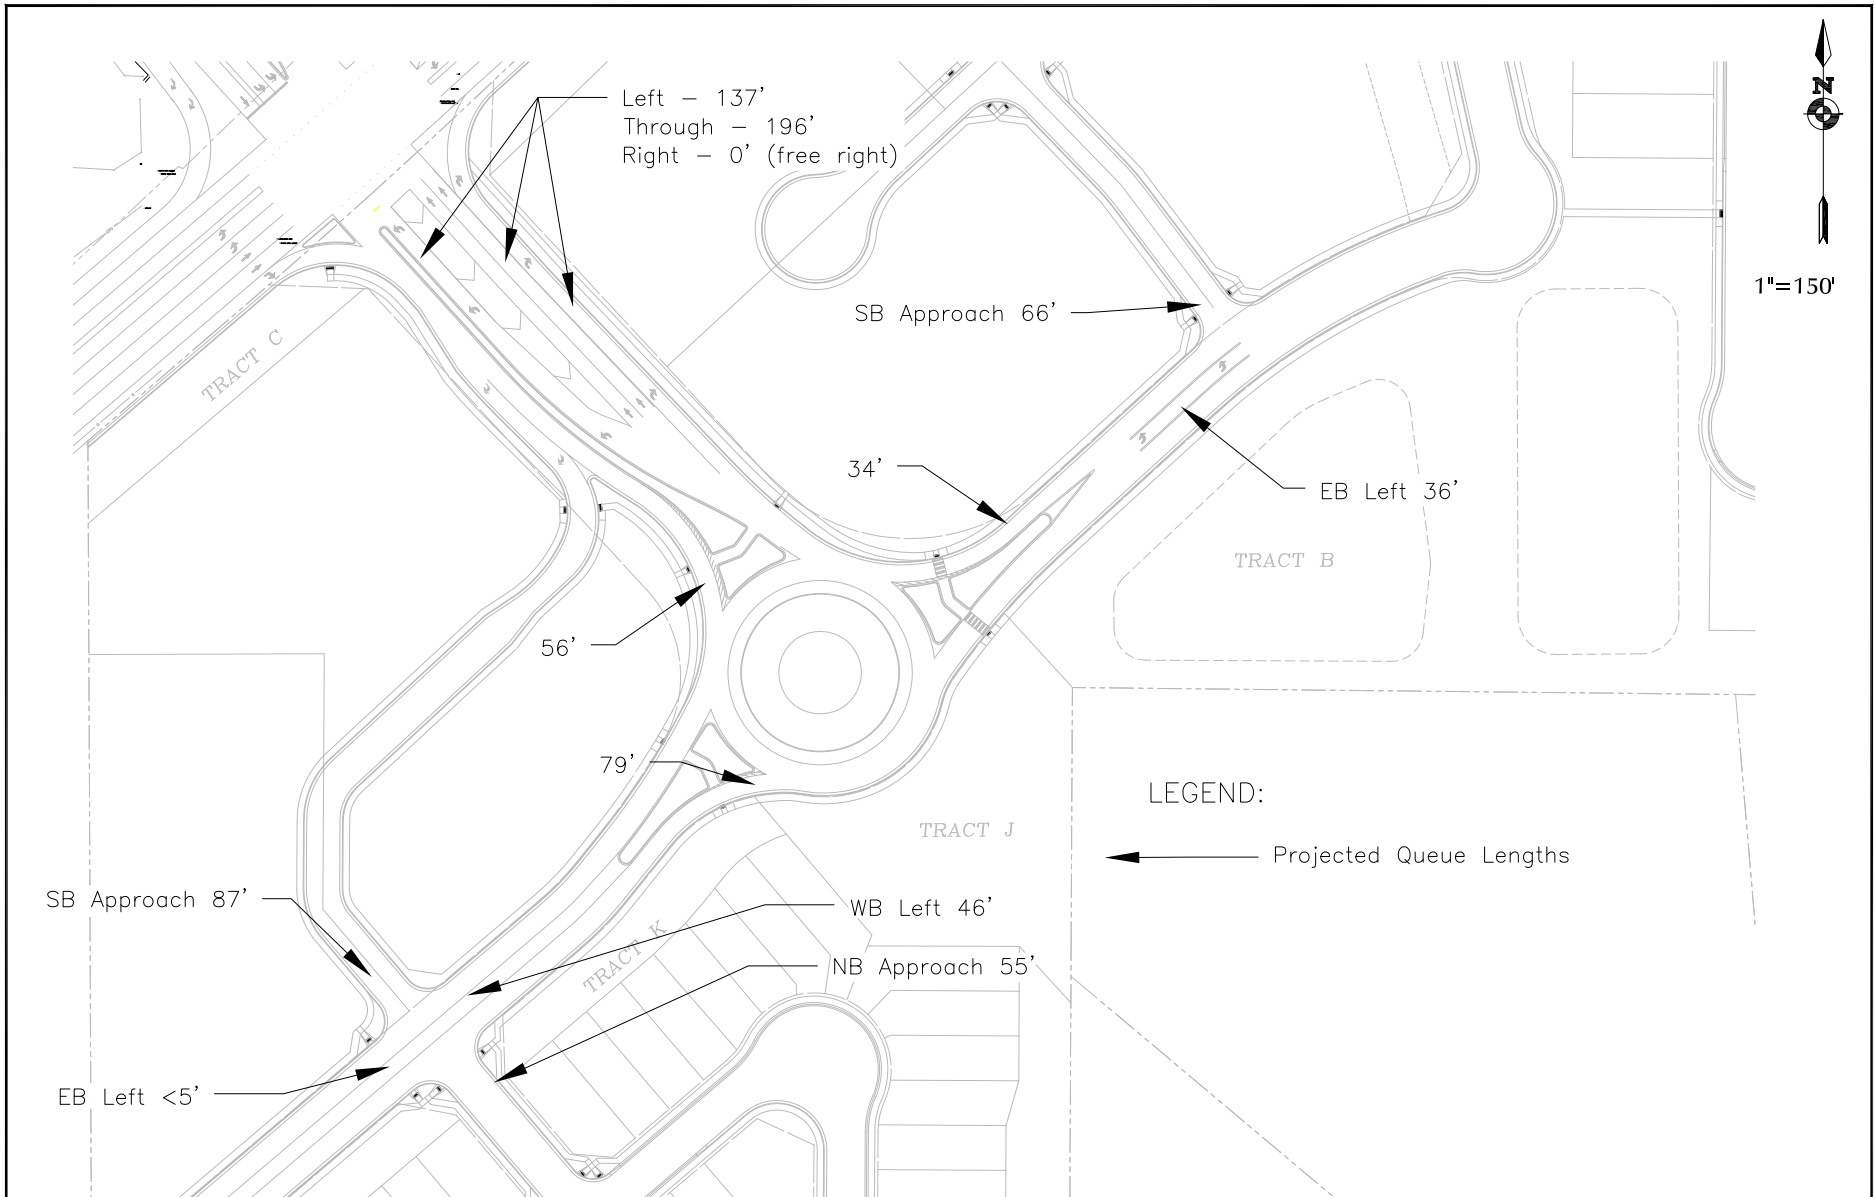 Left – 137'
Through – 196'
Right – 0' (free right)
N
1"=150'
SB Approach 66'
TRACT C
34'
EB Left 36'
TRACT B
56'
79'
LEGEND:
TRACT J
Projected Queue Lengths
SB Approach 87'
WB Left 46'
TRACT K
NB Approach 55'
EB Left <5'